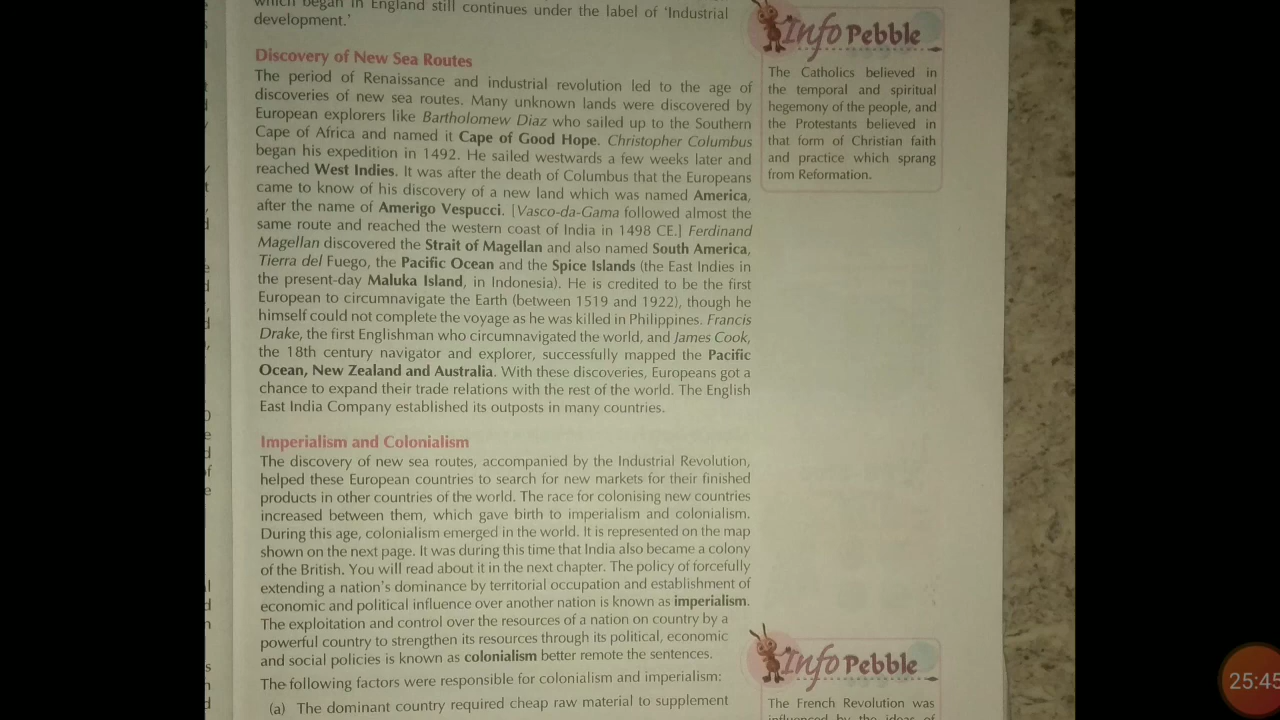 which began in England still continues under the label of ‘Industrial
development.’
Discovery of New Sea Routes
The period of Renaissance and industrial revolution led to the age of
discoveries of new sea routes. Many unknown lands were discovered by
European explorers like Bartholomew Diaz who sailed up to the Southern
Cape of Africa and named it Cape of Good Hope. Christopher Columbus
began his expedition in 1492. He sailed westwards a few weeks later and
reached West Indies. It was after the death of Columbus that the Europeans
came to know of his discovery of a new land which was named America,
after the name of Amerigo Vespucci. [Vasco-da-Gama followed almost the
same route and reached the western coast of India in 1498 CE.] Ferdinand
Magellan discovered the Strait of Magellan and also named South America,
Tierra del Fuego, the Pacific Ocean and the Spice Islands (the East Indies in
the present-day Maluka Island, in Indonesia). He is credited to be the first
European to circumnavigate the Earth (between 1519 and 1922), though he
himself could not complete the voyage as he was killed in Philippines. Francis
Drake, the first Englishman who circumnavigated the world, and James Cook,
the 18th century navigator and explorer, successfully mapped the Pacific
Ocean, New Zealand and Australia. With these discoveries, Europeans got a
chance to expand their trade relations with the rest of the world. The English
East India Company established its outposts in many countries.
Imperialism and Colonialism
The discovery of new sea routes, accompanied by the Industrial Revolution,
helped these European countries to search for new markets for their finished
products in other countries of the world. The race for colonising new countries
increased between them, which gave birth to imperialism and colonialism.
During this age, colonialism emerged in the world. It is represented on the map
shown on the next page. It was during this time that India also became a colony
of the British. You will read about it in the next chapter. The policy of forcefully
extending a nation’s dominance by territorial occupation and establishment of
economic and political influence over another nation is known as imperialism.
The exploitation and control over the resources of a nation on country by a
powerful country to strengthen its resources through its political, economic
and social policies is known as colonialism better remote the sentences.
The following factors were responsible for colonialism and imperialism:
(a) The dominant country required cheap raw material to supplement
Info Pebble
The Catholics believed in
the temporal and spiritual
hegemony of the people, and
the Protestants believed in
that form of Christian faith
and practice which sprang
from Reformation.
Info Pebble
The French Revolution was
influenced by the ideas of
25:45